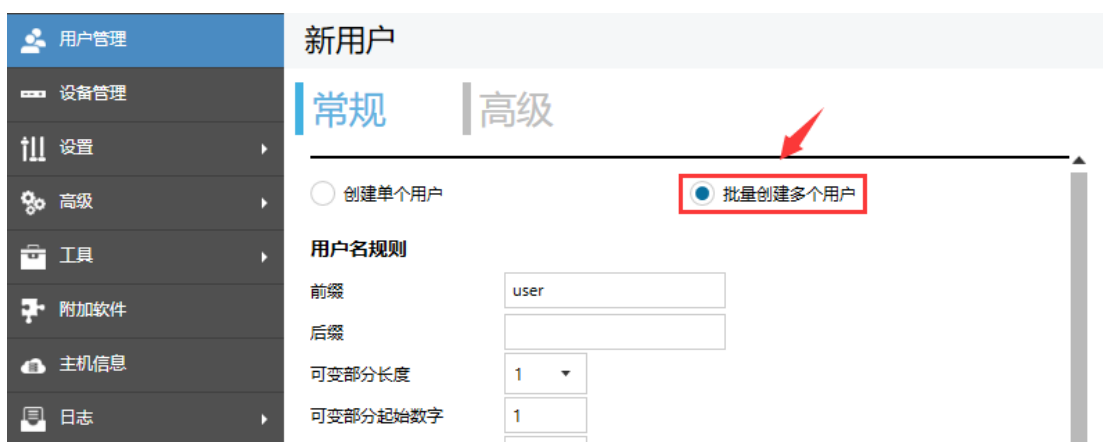 用户管理
设备管理
设置
高级
工具
附加软件
主机信息
日志
新用户
常规 高级
创建单个用户 批量创建多个用户
用户名规则
前缀 user
后缀
可变部分长度 1
可变部分起始数字 1